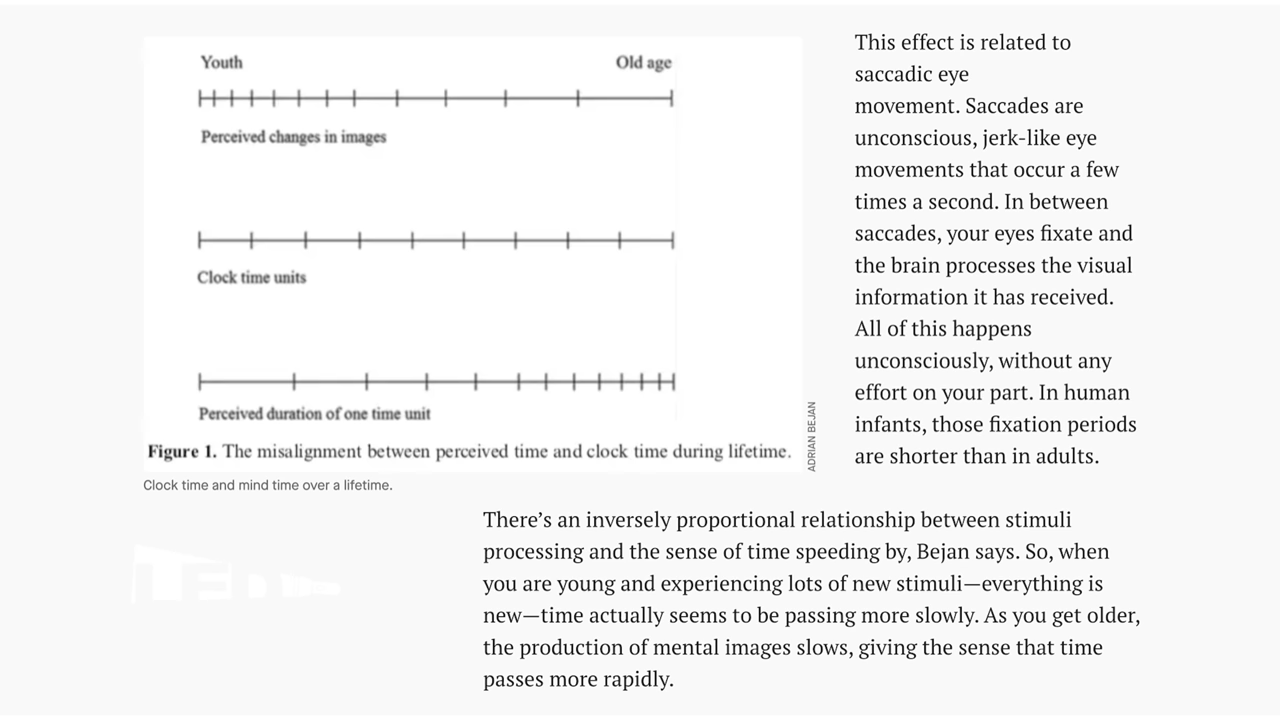 Youth Old age
Perceived changes in images
Clock time units
Perceived duration of one time unit
Figure 1. The misalignment between perceived time and clock time during lifetime.
ADRIAN BEJAN
Clock time and mind time over a lifetime.
This effect is related to
saccadic eye
movement. Saccades are
unconscious, jerk-like eye
movements that occur a few
times a second. In between
saccades, your eyes fixate and
the brain processes the visual
information it has received.
All of this happens
unconsciously, without any
effort on your part. In human
infants, those fixation periods
are shorter than in adults.
There’s an inversely proportional relationship between stimuli
processing and the sense of time speeding by, Bejan says. So, when
you are young and experiencing lots of new stimuli—everything is
new—time actually seems to be passing more slowly. As you get older,
the production of mental images slows, giving the sense that time
passes more rapidly.